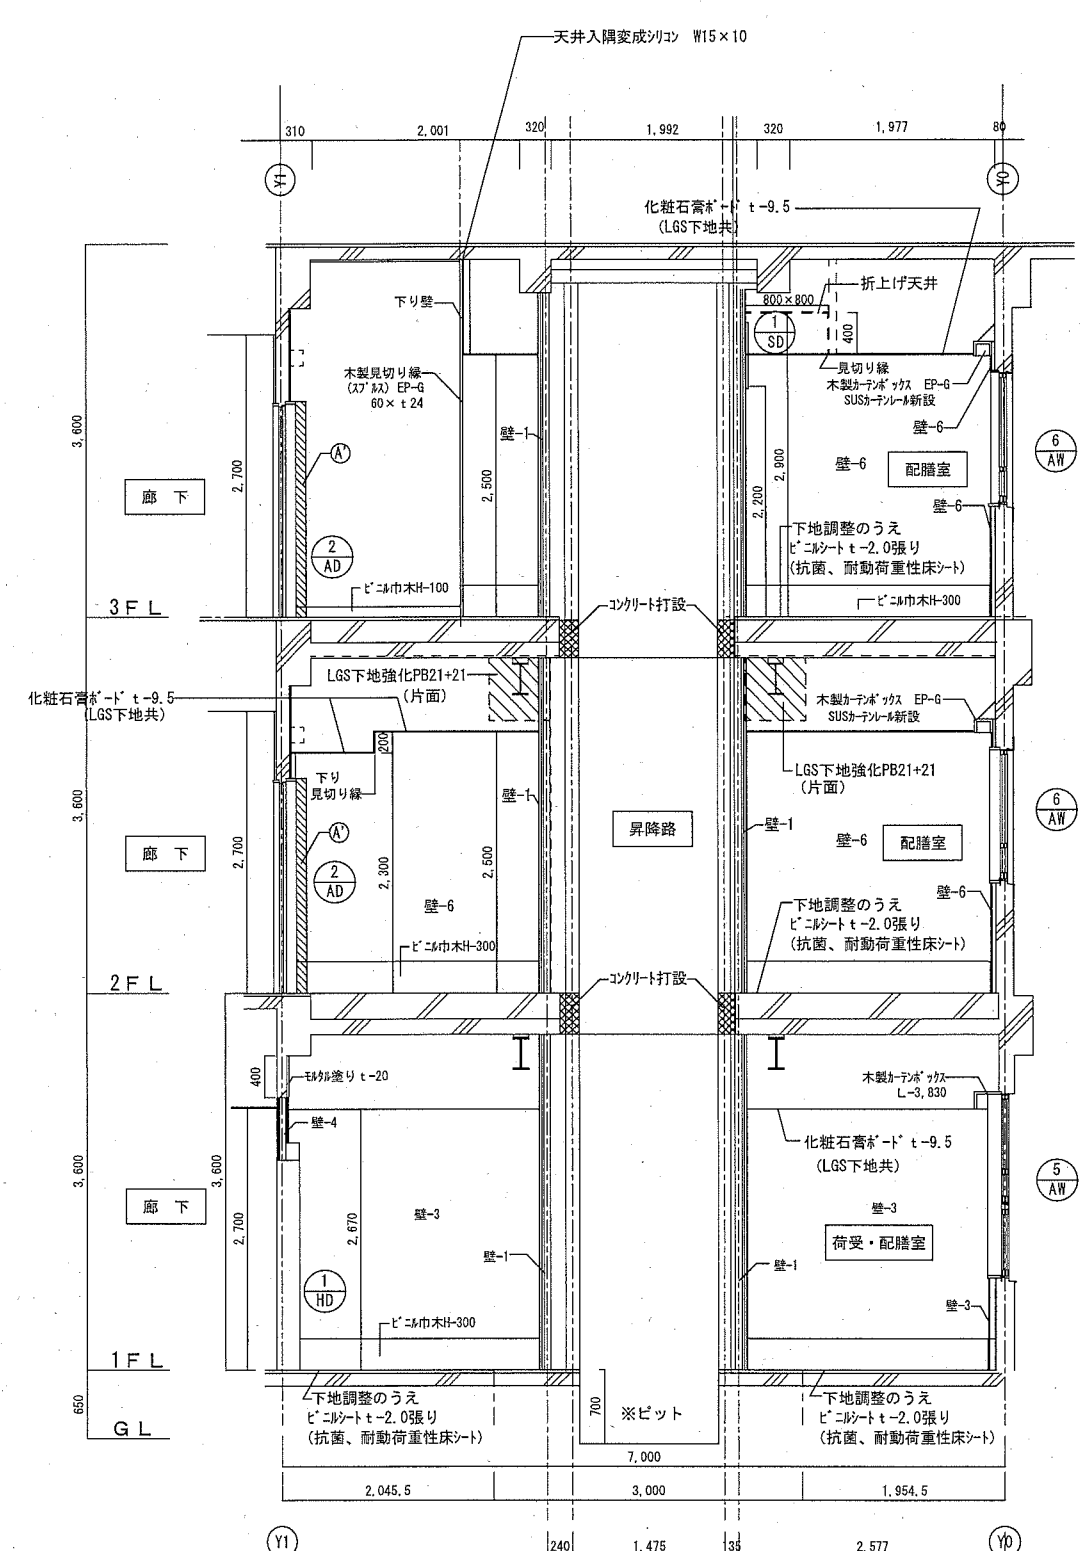 天井入隅変成シリコン W15×10
310
2,001
320
1,992
320
1,977
80
Y1
Y0
化粧石膏ボード t-9.5
(LGS下地共)
下り壁
折上げ天井
800×800
1
SD
400
見切り縁
木製カーテンボックス EP-G
SUSカーテンレール新設
木製見切り縁
(スプルス) EP-G
60×t24
壁-1
壁-6
壁-6
配膳室
6
AW
3,600
2,700
A'
2,500
2,900
2,200
廊 下
壁-6
2
AD
下地調整のうえ
ビニルシートt-2.0張り
(抗菌、耐動荷重性床シート)
ビニル巾木H-100
ビニル巾木H-300
3FL
コンクリート打設
LGS下地強化PB21+21
(片面)
化粧石膏ボード t-9.5
(LGS下地共)
木製カーテンボックス EP-G
SUSカーテンレール新設
200
LGS下地強化PB21+21
(片面)
下り
見切り縁
壁-1
昇降路
壁-1
壁-6
配膳室
6
AW
3,600
2,700
A'
廊 下
2
AD
2,300
2,500
壁-6
壁-6
下地調整のうえ
ビニルシートt-2.0張り
(抗菌、耐動荷重性床シート)
ビニル巾木H-300
2FL
コンクリート打設
400
モルタル塗りt-20
木製カーテンボックス
L-3,830
壁-4
化粧石膏ボード t-9.5
(LGS下地共)
3,600
3,600
2,700
2,670
廊 下
壁-3
壁-3
荷受・配膳室
5
AW
壁-1
壁-1
1
HD
壁-3
ビニル巾木H-300
1FL
650
GL
下地調整のうえ
ビニルシートt-2.0張り
(抗菌、耐動荷重性床シート)
700
※ピット
下地調整のうえ
ビニルシートt-2.0張り
(抗菌、耐動荷重性床シート)
7,000
2,045.5
3,000
1,954.5
Y1
240
1,475
135
2,577
Y0